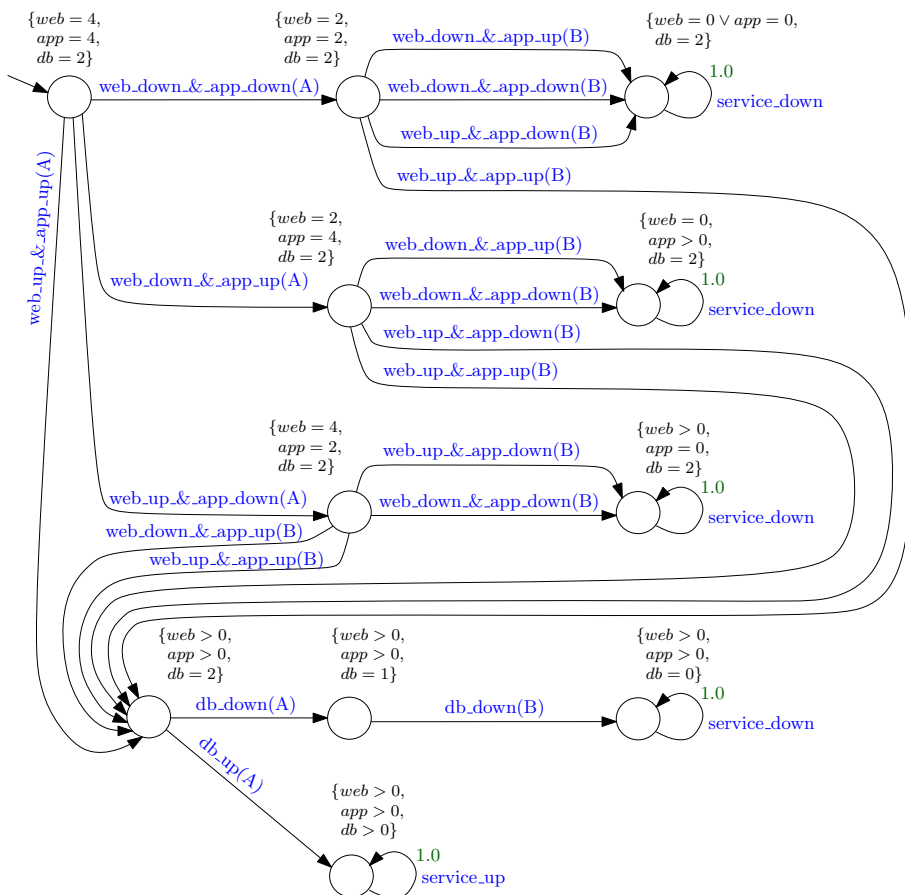 {web = 4,
app = 4,
db = 2}
{web = 2,
app = 2,
db = 2}
{web = 0 ∨ app = 0,
db = 2}
web_down_&_app_up(B)
web_down_&_app_down(A)
web_down_&_app_down(B)
1.0
service_down
web_up_&_app_down(B)
web_up_&_app_up(B)
web_up_&_app_up(A)
{web = 2,
app = 4,
db = 2}
{web = 0,
app > 0,
db = 2}
web_down_&_app_up(B)
web_down_&_app_up(A)
web_down_&_app_down(B)
1.0
service_down
web_up_&_app_down(B)
web_up_&_app_up(B)
{web = 4,
app = 2,
db = 2}
{web > 0,
app = 0,
db = 2}
web_up_&_app_down(B)
web_up_&_app_down(A)
web_down_&_app_down(B)
1.0
service_down
web_down_&_app_up(B)
web_up_&_app_up(B)
{web > 0,
app > 0,
db = 2}
{web > 0,
app > 0,
db = 1}
{web > 0,
app > 0,
db = 0}
db_down(A)
db_down(B)
1.0
service_down
db_up(A)
{web > 0,
app > 0,
db > 0}
1.0
service_up